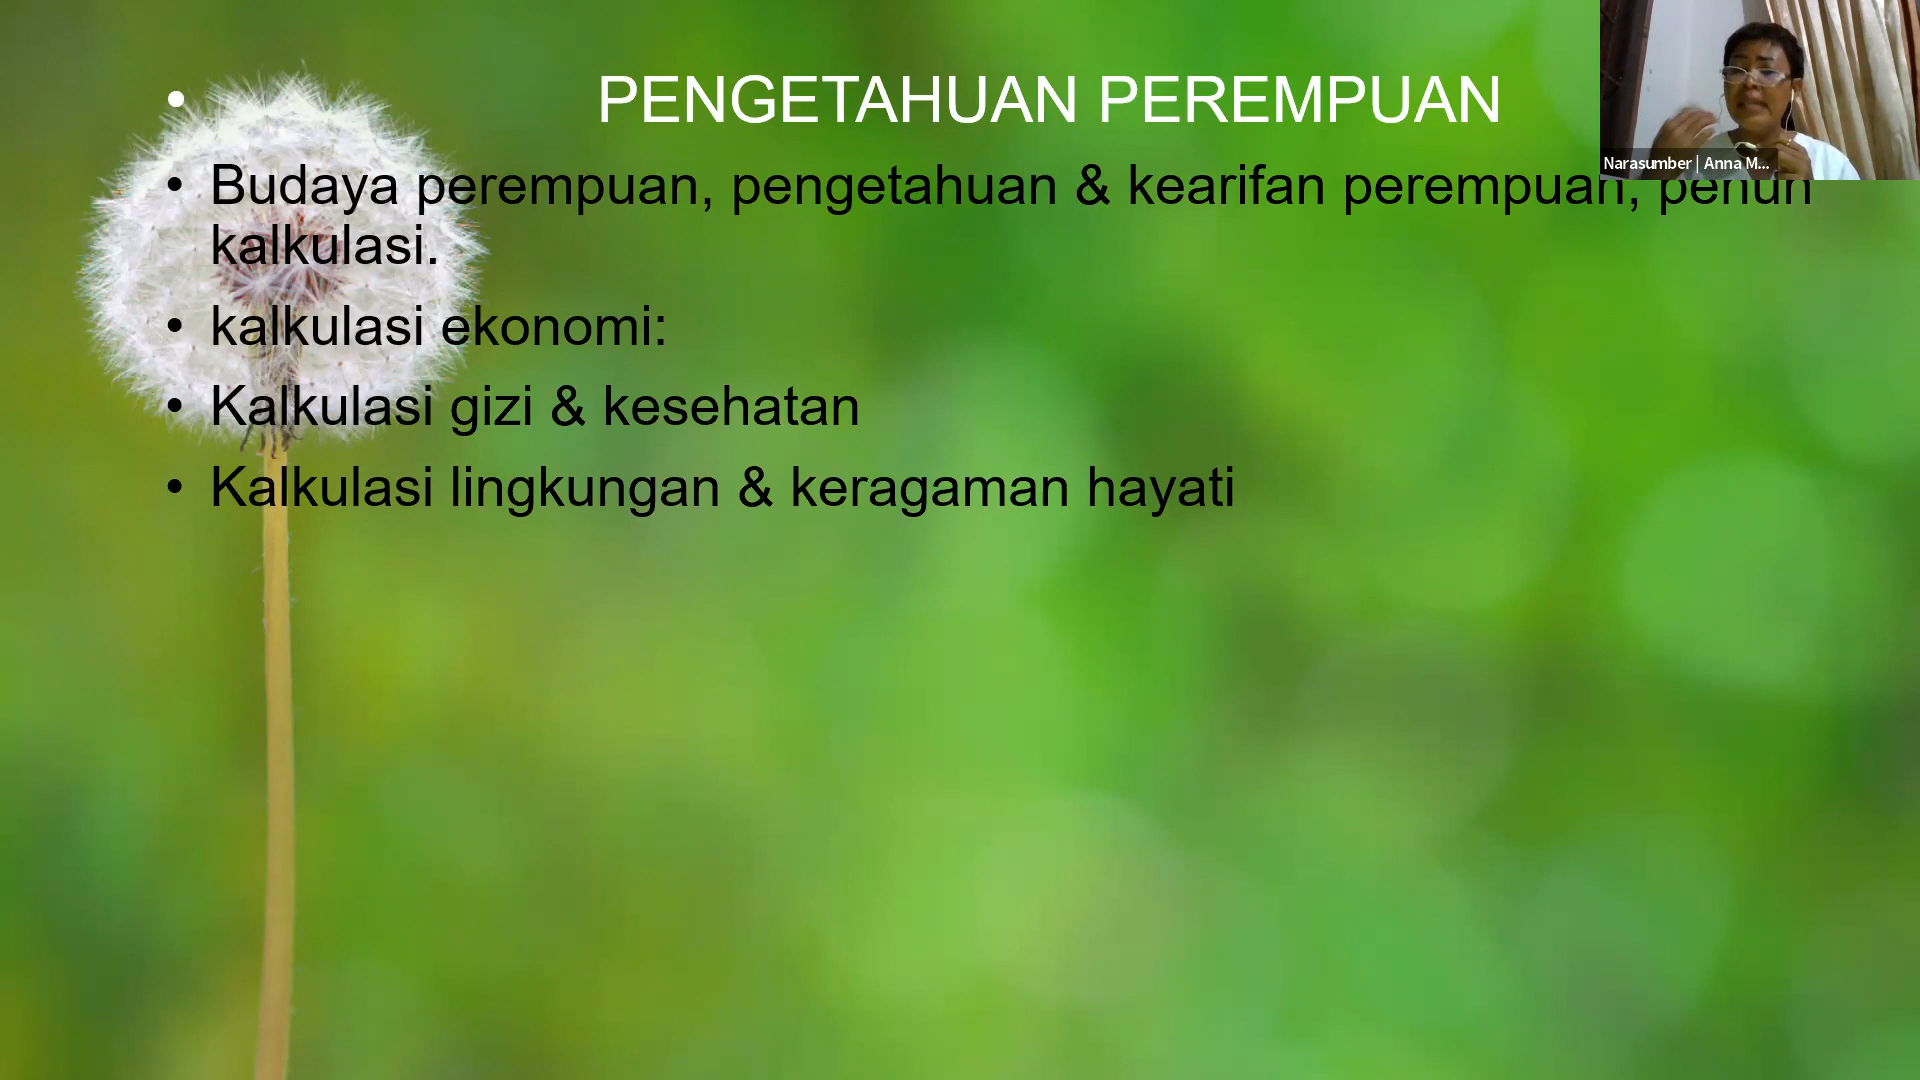 • PENGETAHUAN PEREMPUAN
• Budaya perempuan, pengetahuan & kearifan perempuan, penuh
kalkulasi.
• kalkulasi ekonomi:
• Kalkulasi gizi & kesehatan
• Kalkulasi lingkungan & keragaman hayati
Narasumber | Anna M...